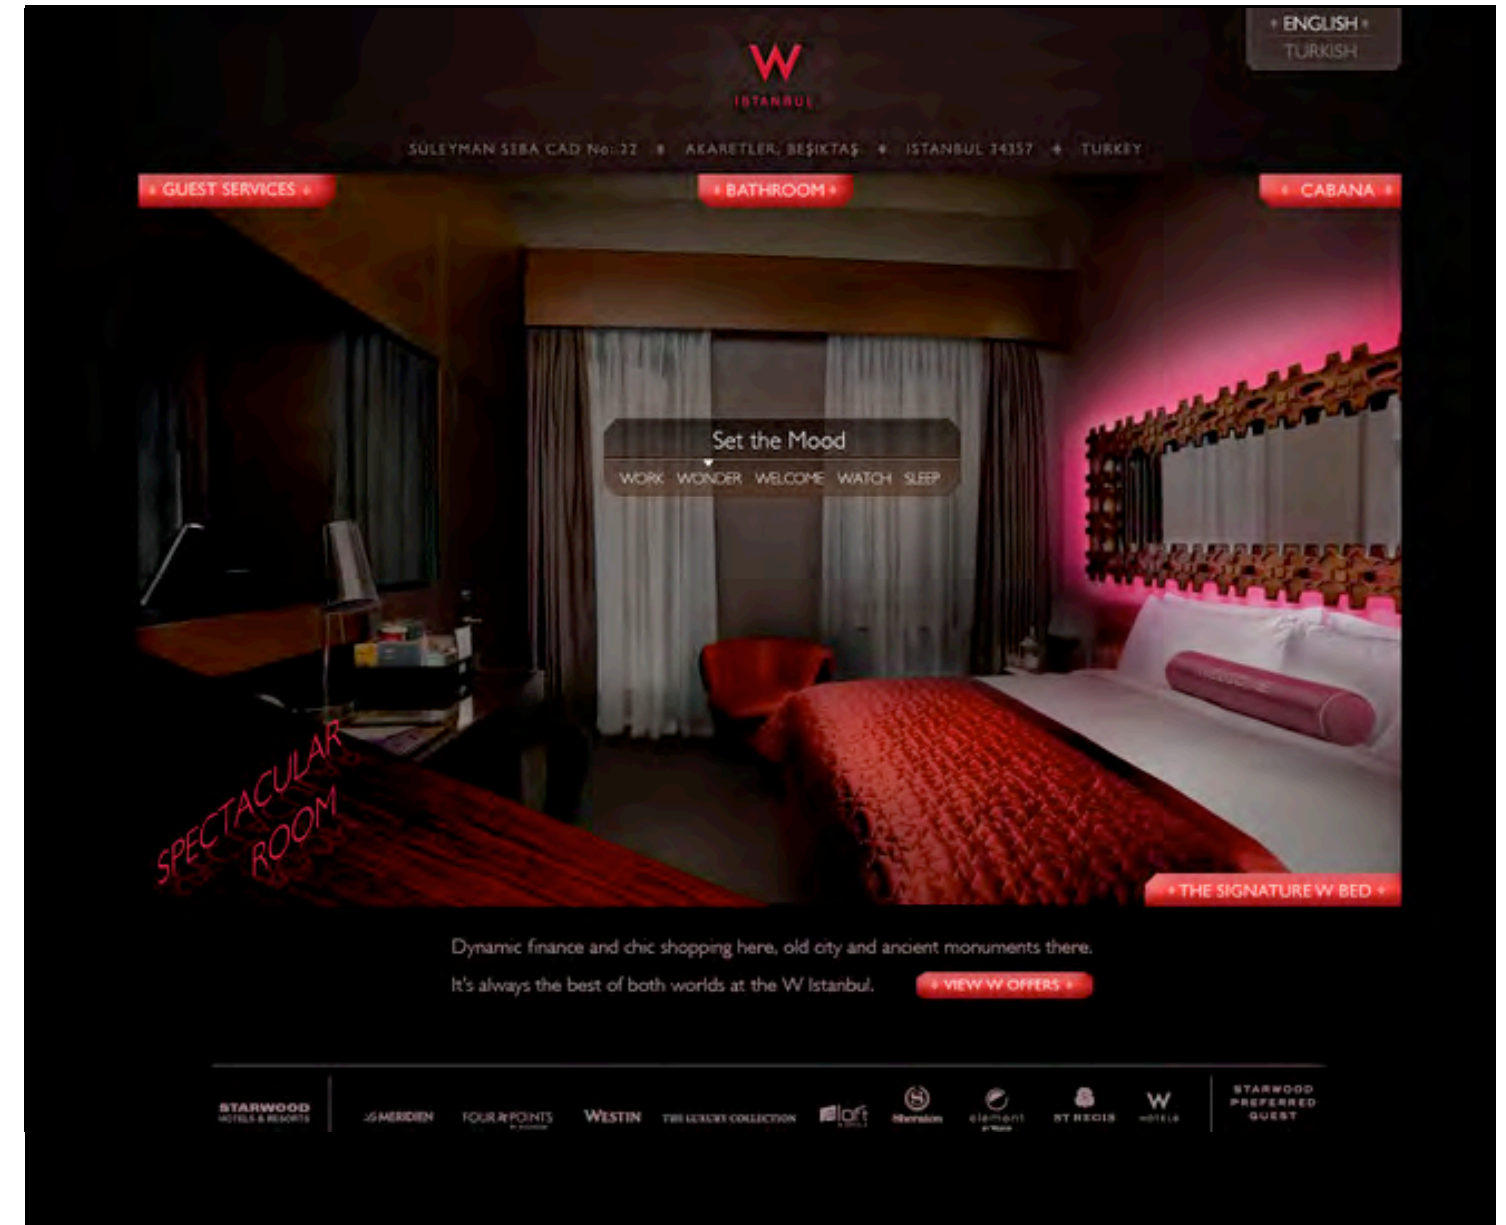 ENGLISH
TURKISH
W
ISTANBUL
SÜLEYMAN SEBA CAD No: 22 AKARETLER, BEŞIKTAŞ ISTANBUL 34357 TURKEY
GUEST SERVICES BATHROOM CABANA
Set the Mood
WORK WONDER WELCOME WATCH SLEEP
SPECTACULAR
ROOM
THE SIGNATURE W BED
Dynamic finance and chic shopping here, old city and ancient monuments there.
It's always the best of both worlds at the W Istanbul. VIEW W OFFERS
STARWOOD
HOTELS & RESORTS
LE MERIDIEN
FOUR POINTS
WESTIN
THE LUXURY COLLECTION
aloft
Sheraton
element
ST REGIS
W
HOTELS
STARWOOD
PREFERRED
GUEST